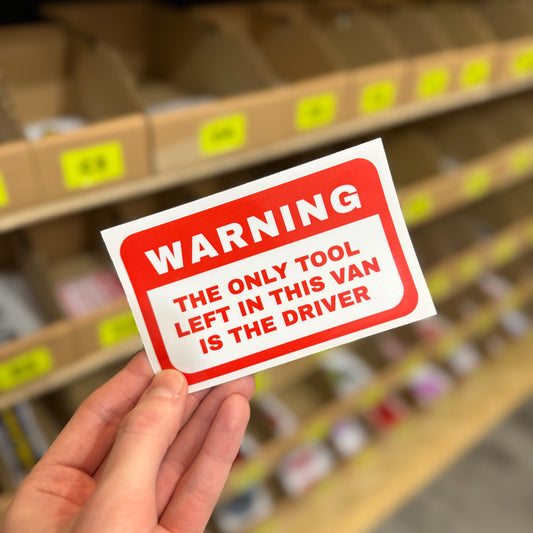 WARNING
THE ONLY TOOL
LEFT IN THIS VAN
IS THE DRIVER